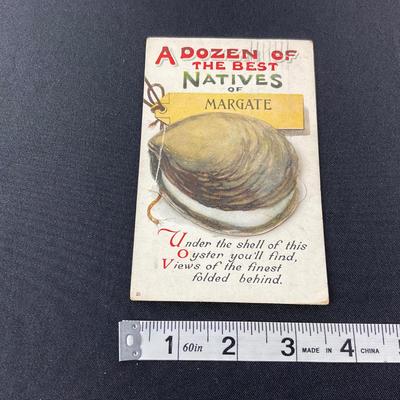 A DOZEN OF
THE BEST
NATIVES
OF
MARGATE
Under the shell of this
Oyster you'll find,
Views of the finest
folded behind.
1 60in 2 3 MADE IN 4 CHINA